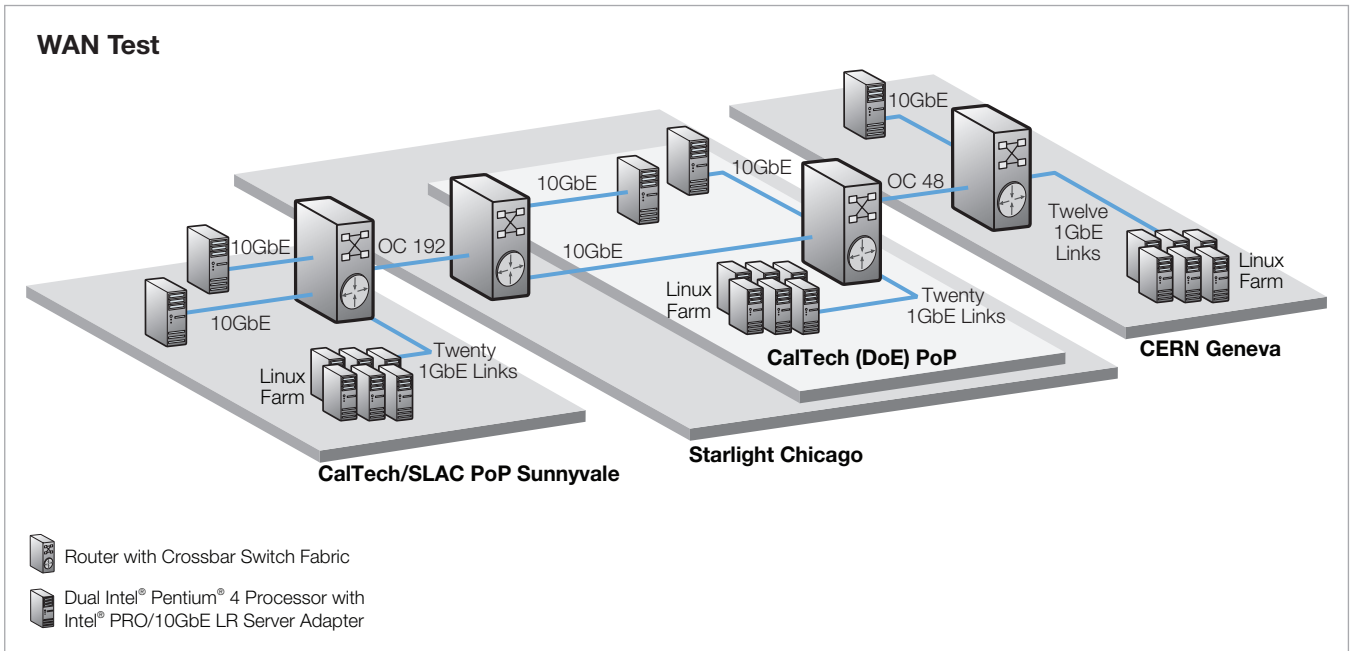 WAN Test
10GbE
10GbE
10GbE
OC 192
Linux
Farm
Twenty
1GbE Links
CalTech/SLAC PoP Sunnyvale
10GbE
10GbE
10GbE
Linux
Farm
Twenty
1GbE Links
CalTech (DoE) PoP
Starlight Chicago
OC 48
10GbE
Twelve
1GbE
Links
Linux
Farm
CERN Geneva
Router with Crossbar Switch Fabric
Dual Intel® Pentium® 4 Processor with
Intel® PRO/10GbE LR Server Adapter